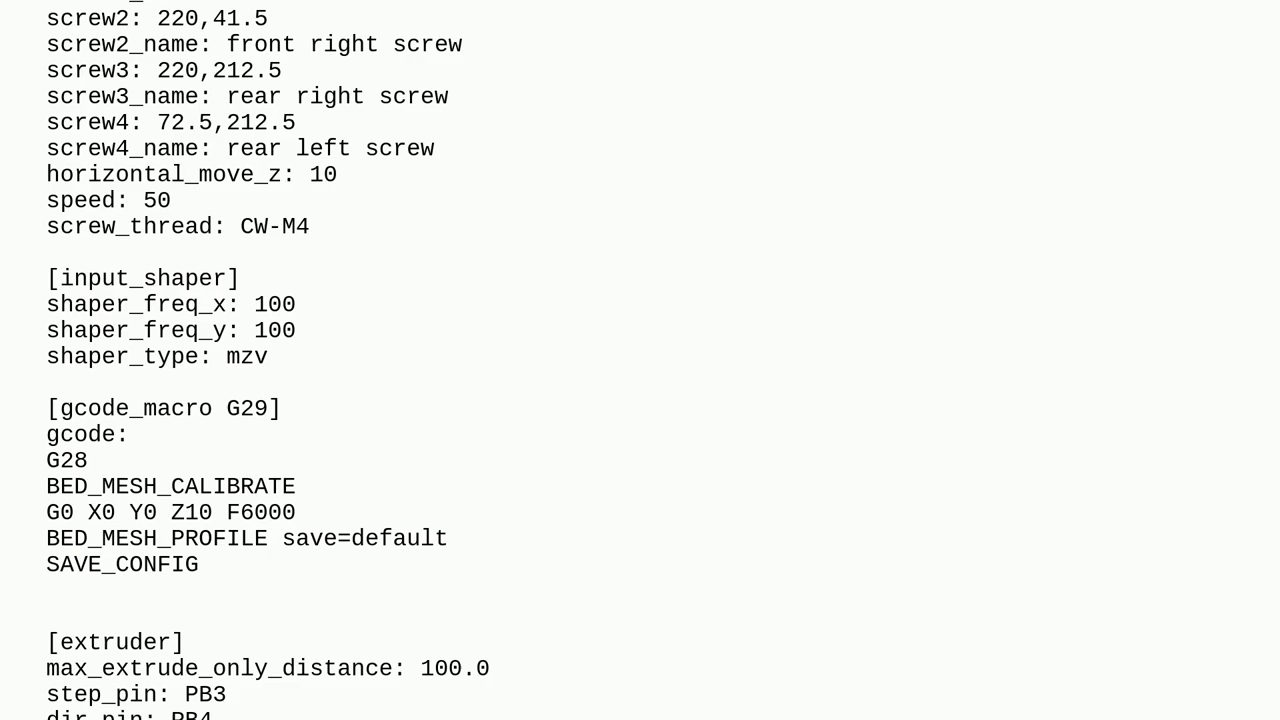 screw2: 220,41.5
screw2_name: front right screw
screw3: 220,212.5
screw3_name: rear right screw
screw4: 72.5,212.5
screw4_name: rear left screw
horizontal_move_z: 10
speed: 50
screw_thread: CW-M4

[input_shaper]
shaper_freq_x: 100
shaper_freq_y: 100
shaper_type: mzv

[gcode_macro G29]
gcode:
G28
BED_MESH_CALIBRATE
G0 X0 Y0 Z10 F6000
BED_MESH_PROFILE save=default
SAVE_CONFIG

[extruder]
max_extrude_only_distance: 100.0
step_pin: PB3
dir_pin: PB4